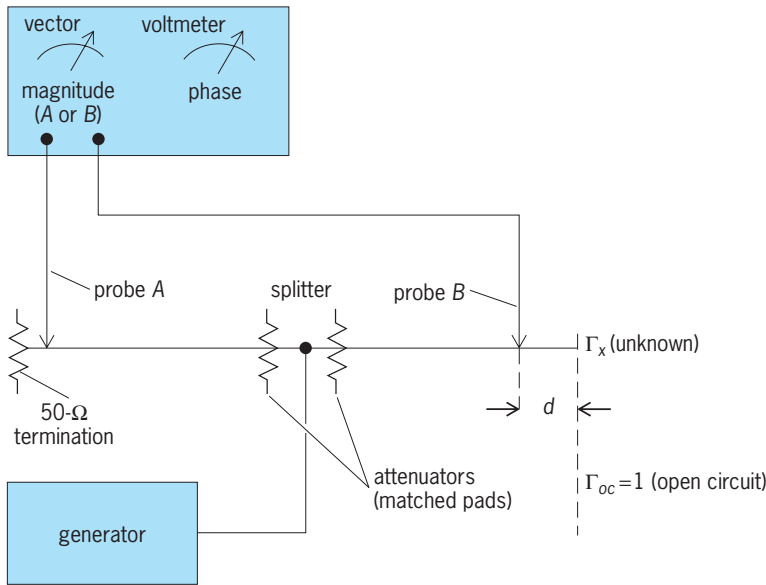 vector
voltmeter
magnitude
(A or B)
phase
probe A
splitter
probe B
Γx (unknown)
50-Ω
termination
d
attenuators
(matched pads)
Γoc = 1 (open circuit)
generator